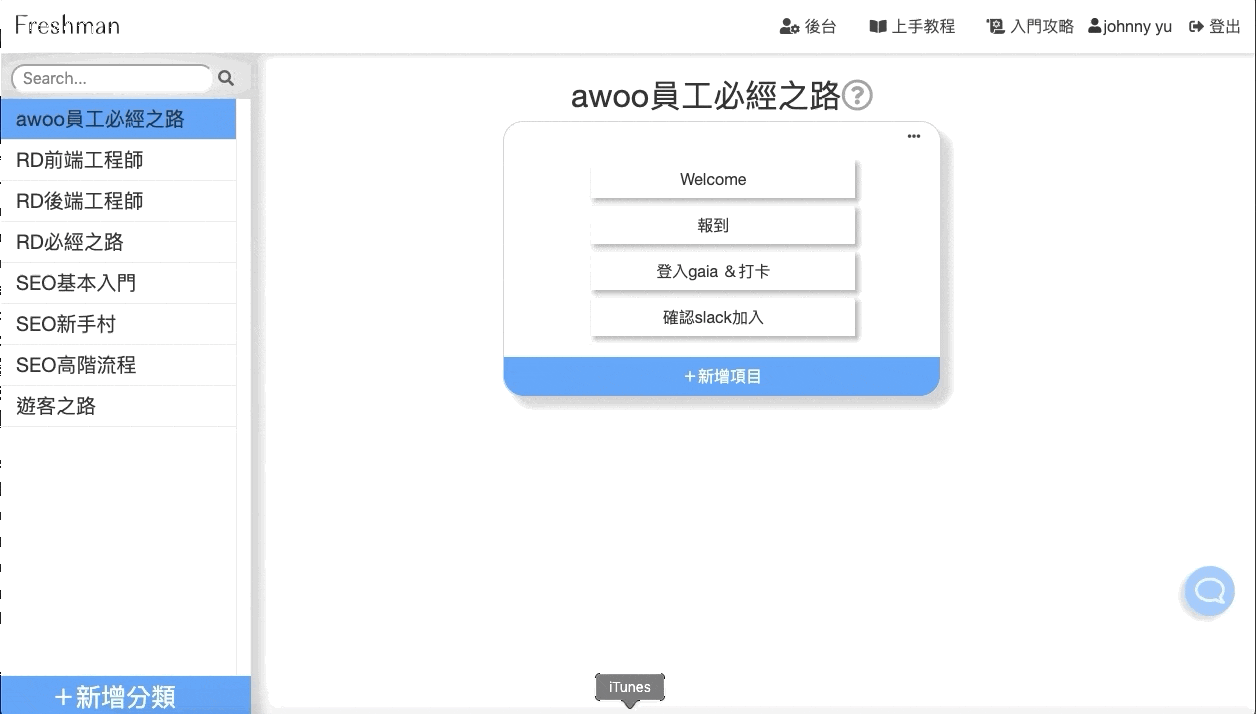 Freshman
後台
上手教程
入門攻略
johnny yu
登出
Search...
awoo員工必經之路
RD前端工程師
RD後端工程師
RD必經之路
SEO基本入門
SEO新手村
SEO高階流程
遊客之路
＋新增分類
awoo員工必經之路?
Welcome
報到
登入gaia ＆打卡
確認slack加入
＋新增項目
iTunes